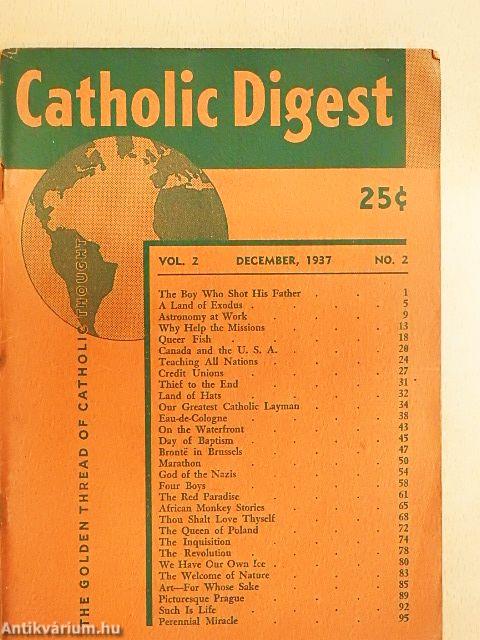 Catholic Digest
25¢
VOL. 2 DECEMBER, 1937 NO. 2
The Boy Who Shot His Father . . . 1
A Land of Exodus . . . . 5
Astronomy at Work . . . . 9
Why Help the Missions . . . . 13
Queer Fish . . . . 18
Canada and the U. S. A. . . . . 20
Teaching All Nations . . . . 24
Credit Unions . . . . 27
Thief to the End . . . . 31
Land of Hats . . . . 32
Our Greatest Catholic Layman . . . 34
Eau-de-Cologne . . . . 38
On the Waterfront . . . . 43
Day of Baptism . . . . 45
Brontë in Brussels . . . . 47
Marathon . . . . 50
God of the Nazis . . . . 54
Four Boys . . . . 58
The Red Paradise . . . . 61
African Monkey Stories . . . . 65
Thou Shalt Love Thyself . . . . 68
The Queen of Poland . . . . 72
The Inquisition . . . . 74
The Revolution . . . . 78
We Have Our Own Ice . . . . 80
The Welcome of Nature . . . . 83
Art—For Whose Sake . . . . 85
Picturesque Prague . . . . 89
Such Is Life . . . . 92
Perennial Miracle . . . . 95
THE GOLDEN THREAD OF CATHOLIC THOUGHT
Antikvárium.hu